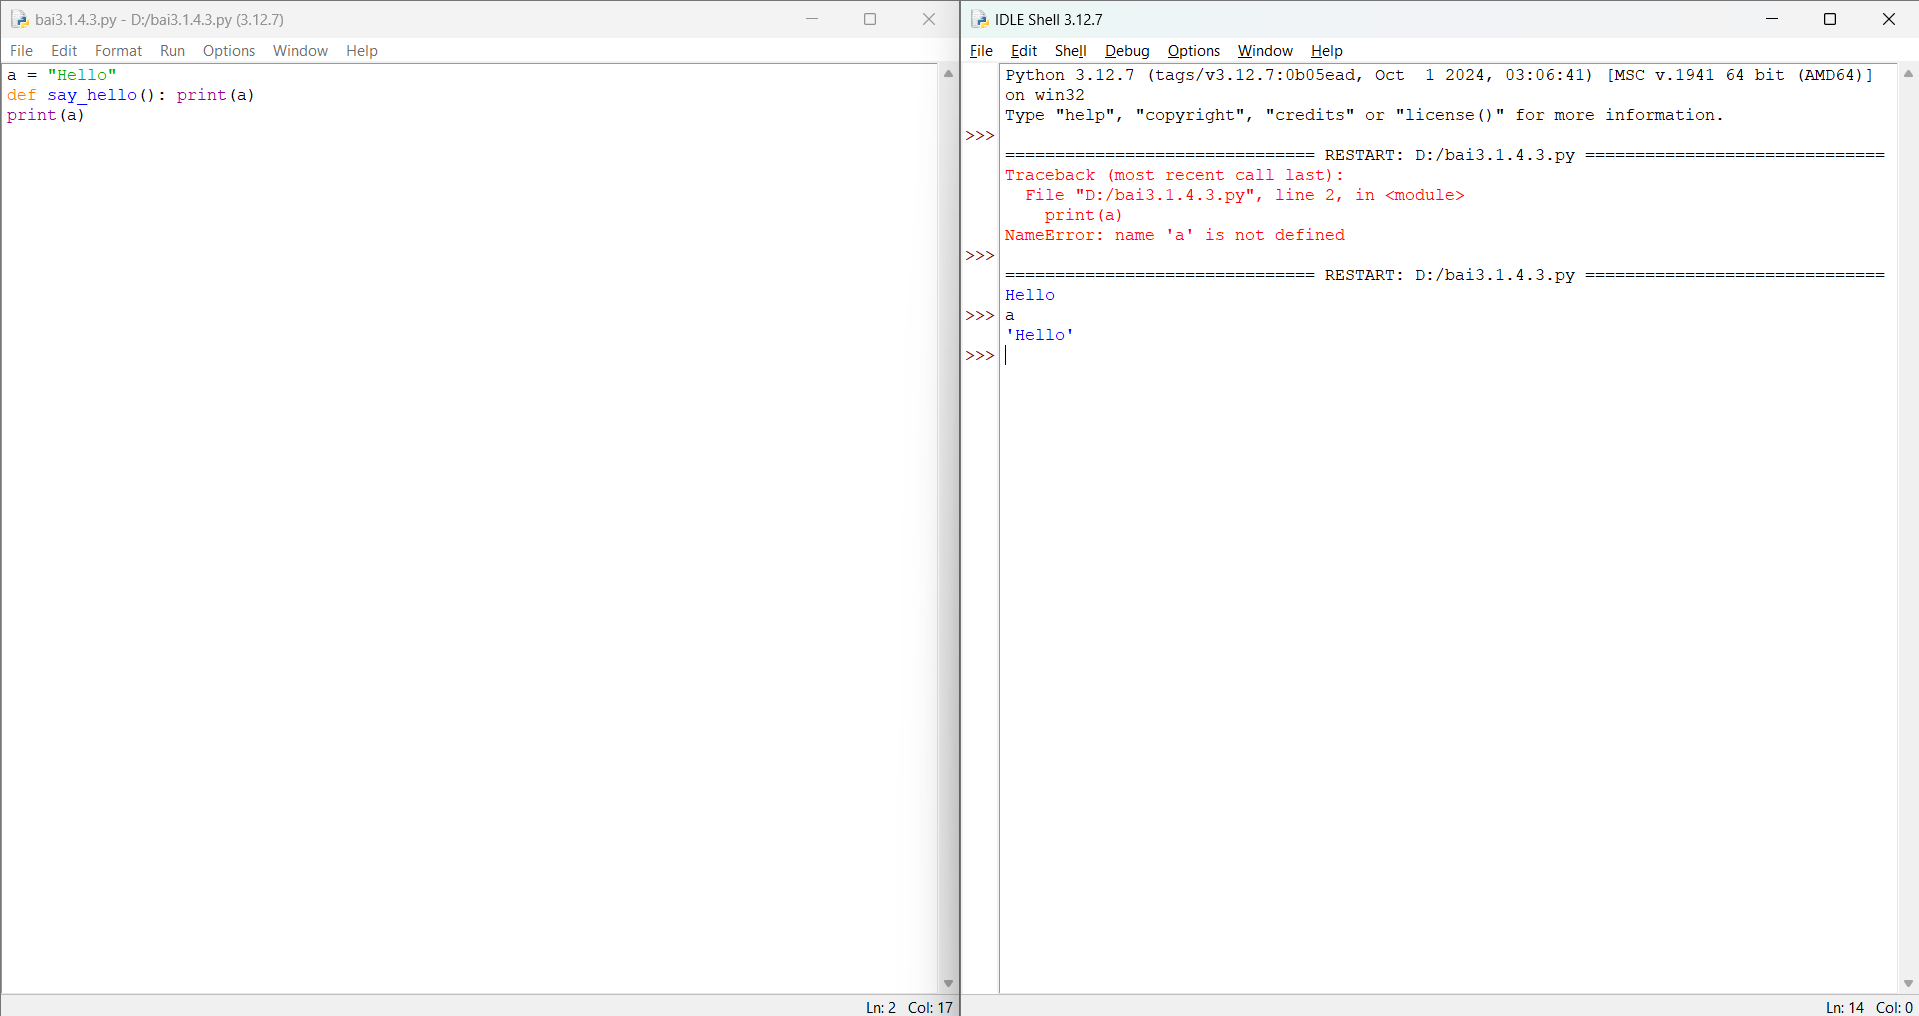 bai3.1.4.3.py - D:/bai3.1.4.3.py (3.12.7)
File Edit Format Run Options Window Help
a = "Hello"
def say_hello(): print(a)
print(a)
Ln: 2 Col: 17
IDLE Shell 3.12.7
File Edit Shell Debug Options Window Help
Python 3.12.7 (tags/v3.12.7:0b05ead, Oct  1 2024, 03:06:41) [MSC v.1941 64 bit (AMD64)]
on win32
Type "help", "copyright", "credits" or "license()" for more information.
>>>
=============================== RESTART: D:/bai3.1.4.3.py ==============================
Traceback (most recent call last):
  File "D:/bai3.1.4.3.py", line 2, in <module>
    print(a)
NameError: name 'a' is not defined
>>>
=============================== RESTART: D:/bai3.1.4.3.py ==============================
Hello
>>> a
'Hello'
>>>
Ln: 14 Col: 0